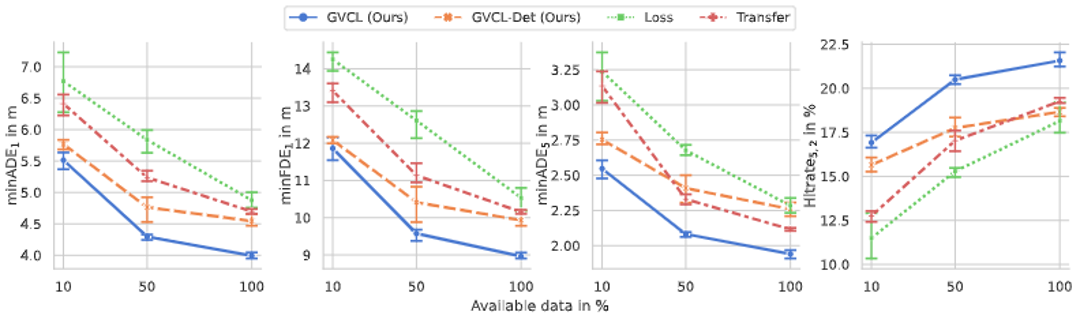 GVCL (Ours) GVCL-Det (Ours) Loss Transfer
minADE₁ in m
7.0
6.5
6.0
5.5
5.0
4.5
4.0
10 50 100
minFDE₁ in m
14
13
12
11
10
9
10 50 100
minADE₅ in m
3.25
3.00
2.75
2.50
2.25
2.00
10 50 100
Hitrate₅,₂ in %
22.5
20.0
17.5
15.0
12.5
10.0
10 50 100
Available data in %